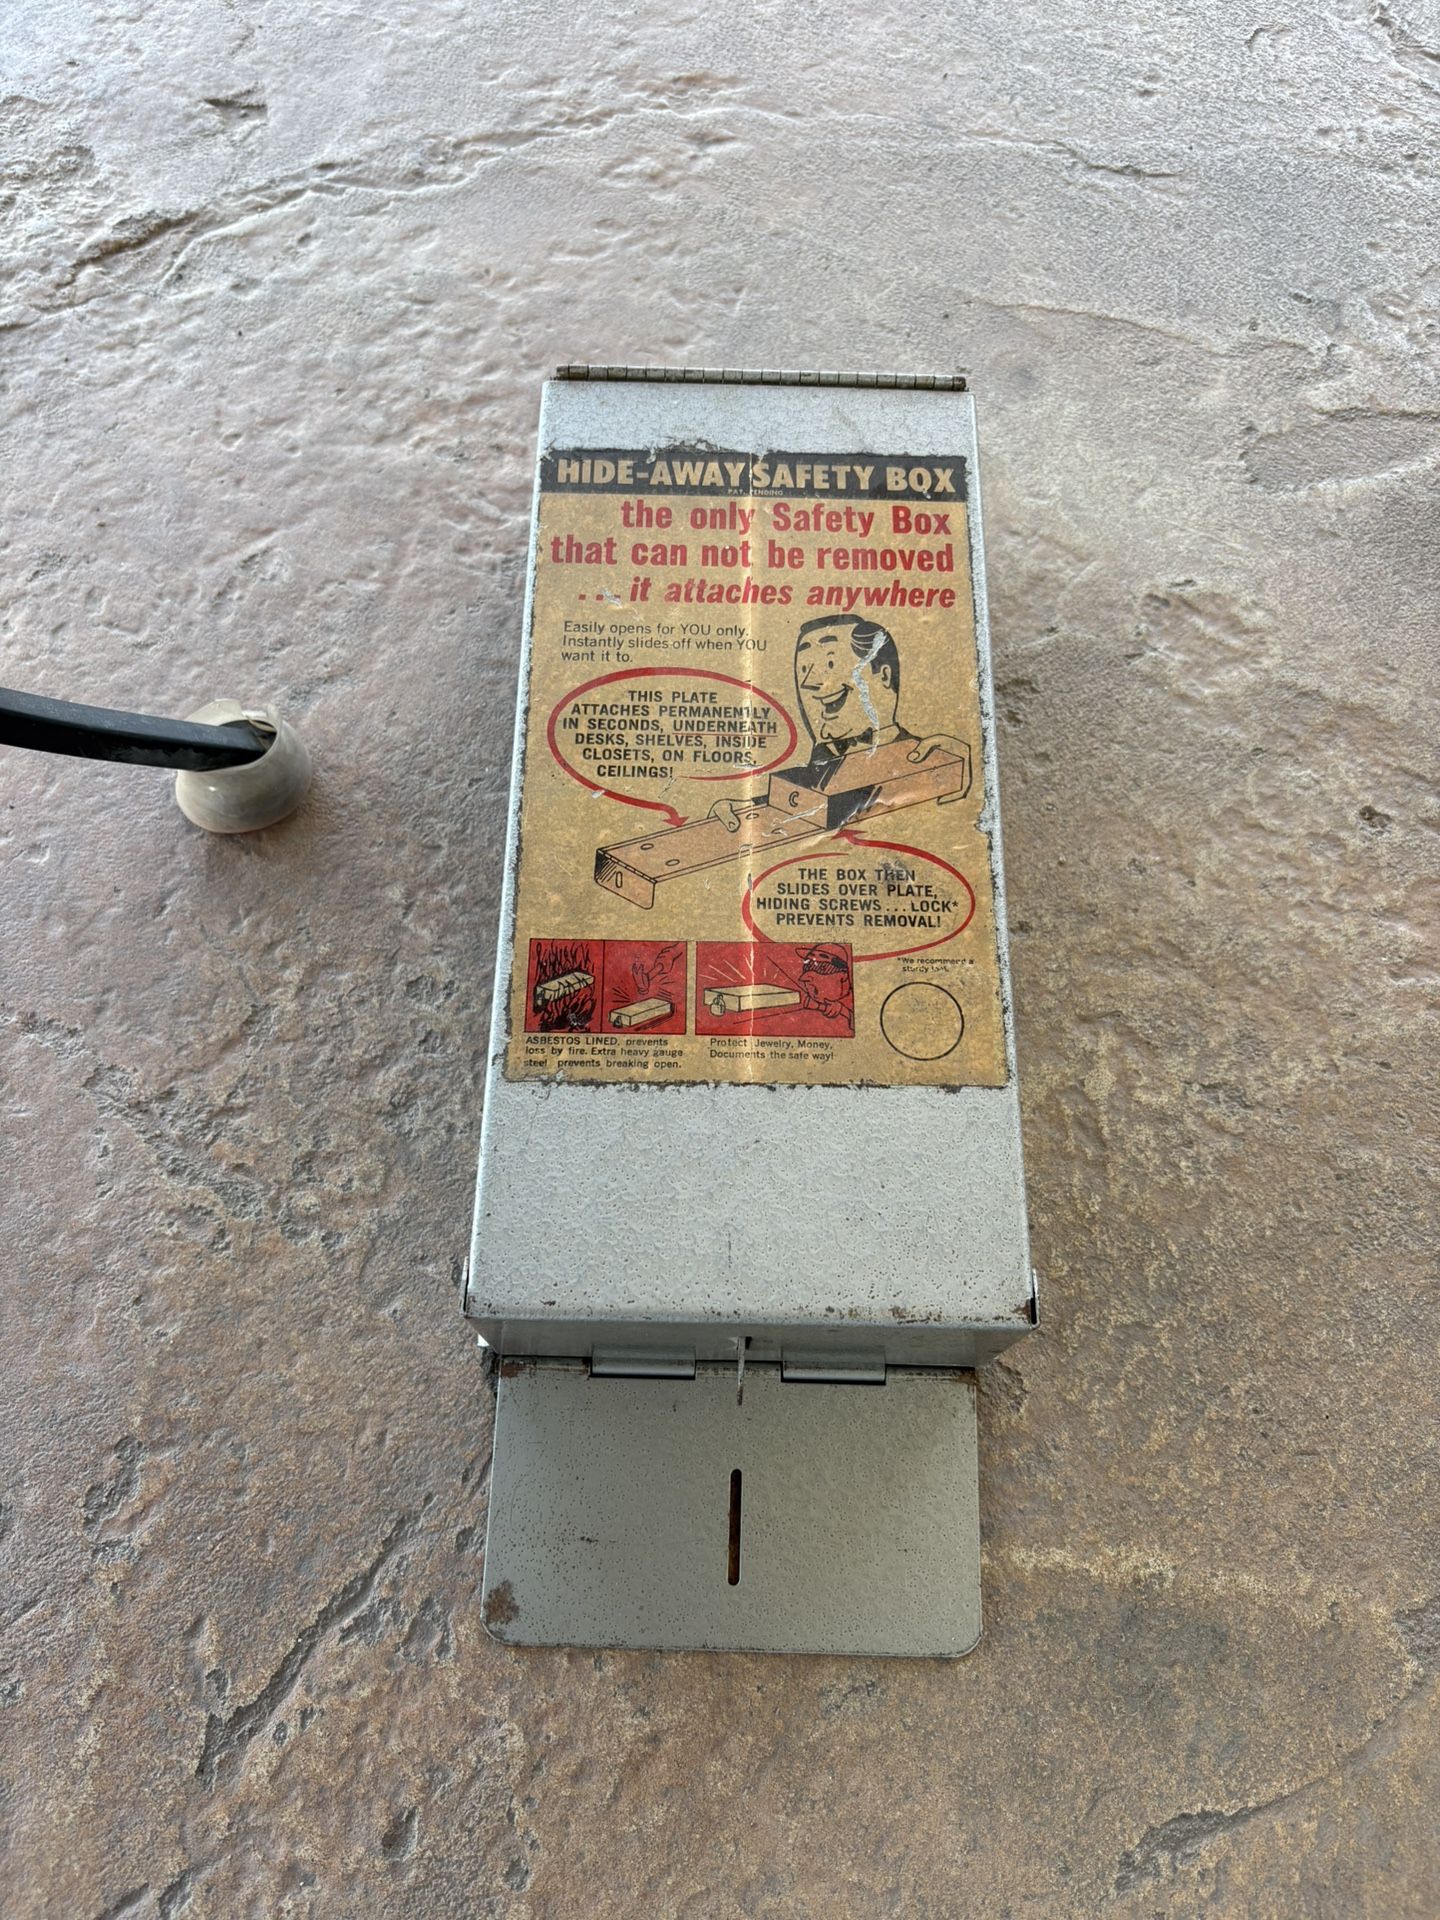 HIDE-AWAY SAFETY BOX
PAT. PENDING
the only Safety Box
that can not be removed
...it attaches anywhere
Easily opens for YOU only.
Instantly slides off when YOU
want it to.
THIS PLATE
ATTACHES PERMANENTLY
IN SECONDS, UNDERNEATH
DESKS, SHELVES, INSIDE
CLOSETS, ON FLOORS,
CEILINGS!
THE BOX THEN
SLIDES OVER PLATE,
HIDING SCREWS...LOCK*
PREVENTS REMOVAL!
*We recommend a
sturdy lock.
ASBESTOS LINED, prevents
loss by fire. Extra heavy gauge
steel prevents breaking open.
Protect Jewelry, Money,
Documents the safe way!